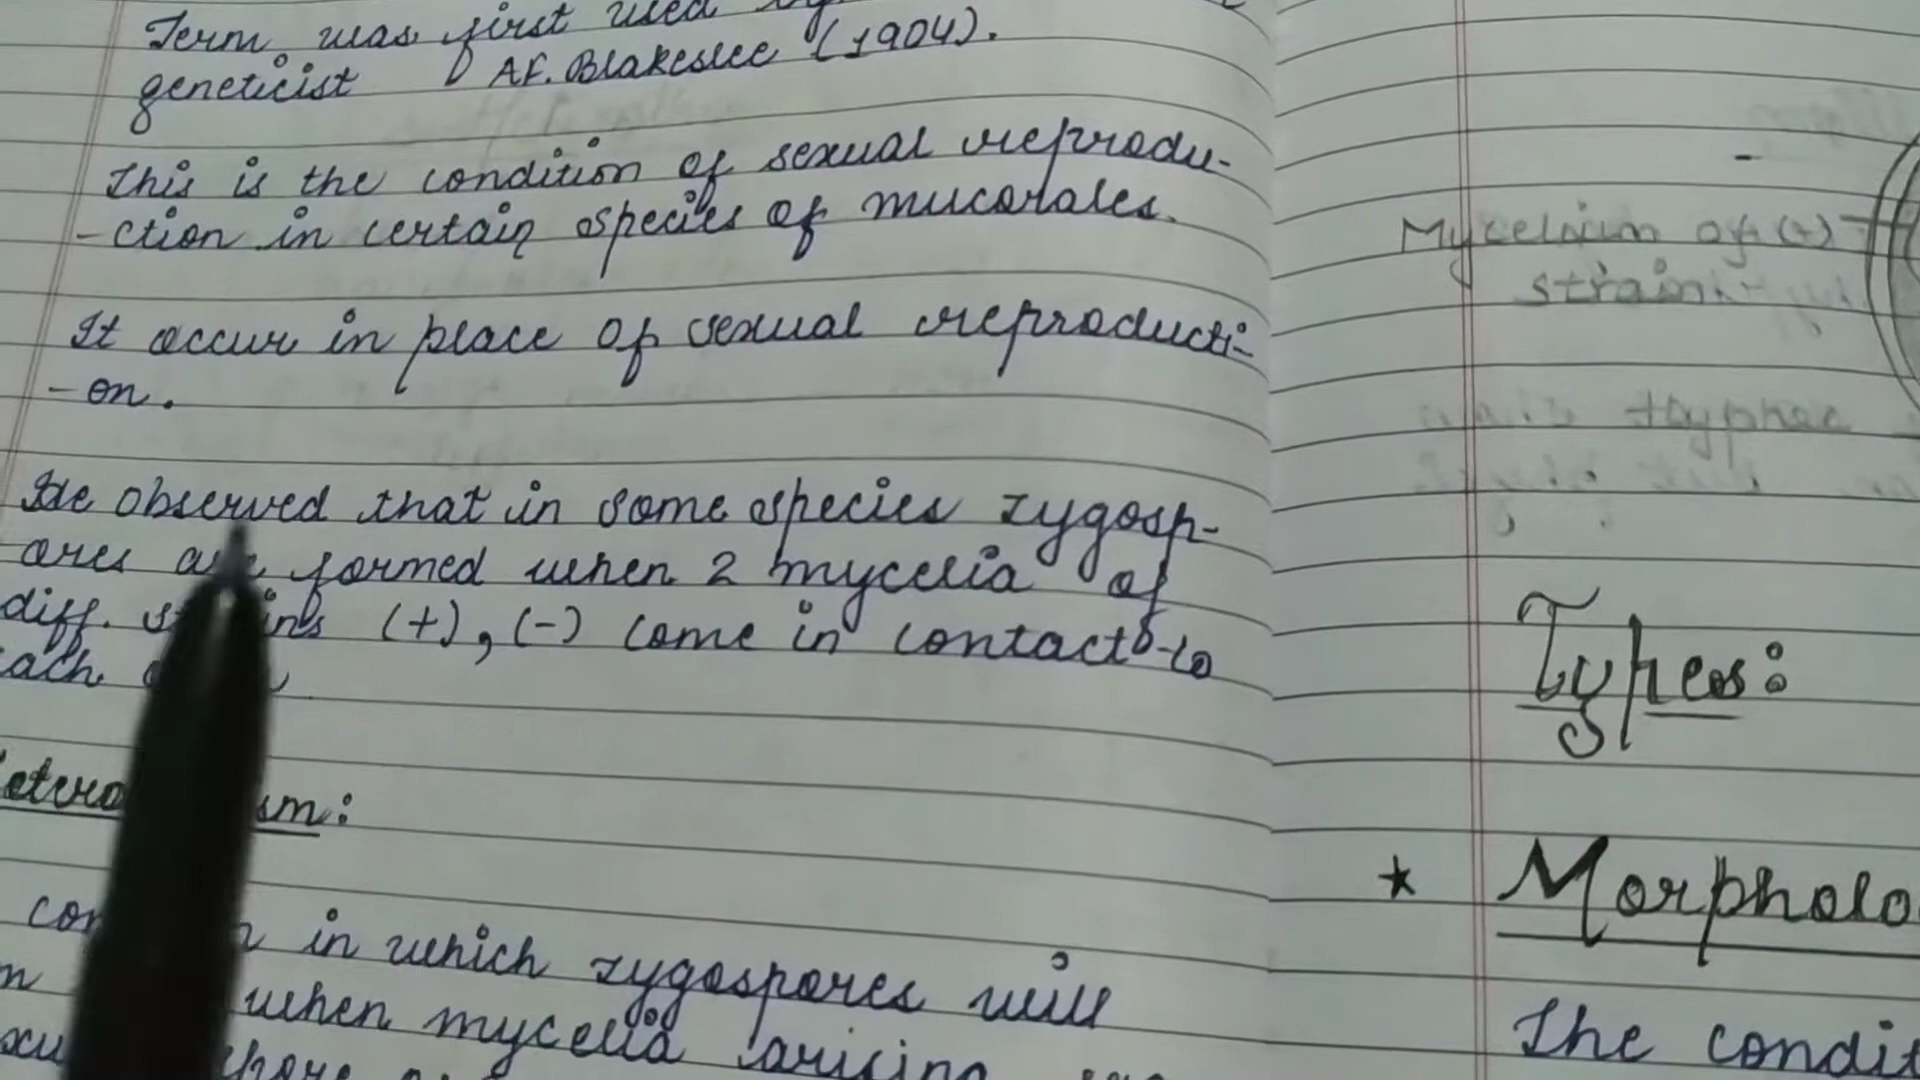 Term was first used
geneticist A.F. Blakeslee (1904).
This is the condition of sexual reprodu-
-ction in certain species of mucorales.
It occur in place of sexual reproducti-
-on.
He observed that in some species zygosp-
-ores are formed when 2 mycelia of
diff. strains (+), (-) come in contact to
each
in which zygospores will
when mycelia arising
Mycelium of (+)
strain
Types:
* Morpholo
The condit